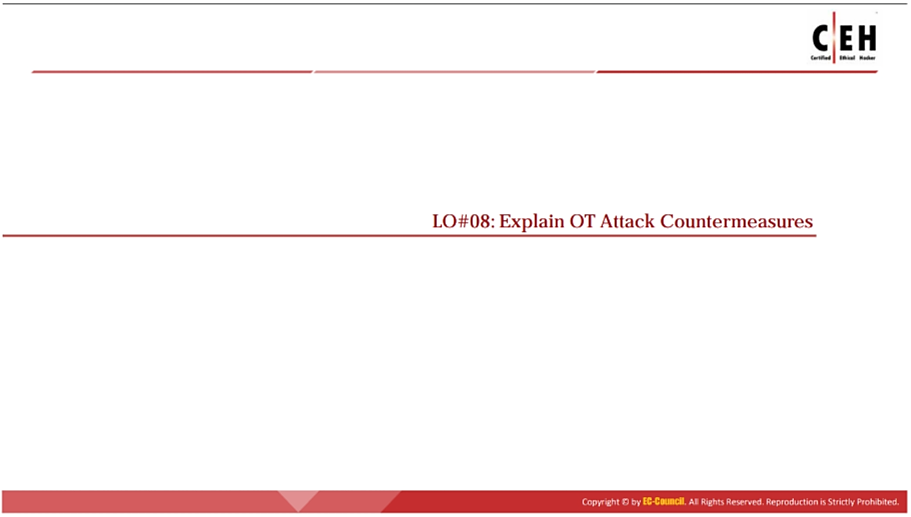 C|EH
Certified Ethical Hacker
LO#08: Explain OT Attack Countermeasures
Copyright © by EC-Council. All Rights Reserved. Reproduction is Strictly Prohibited.